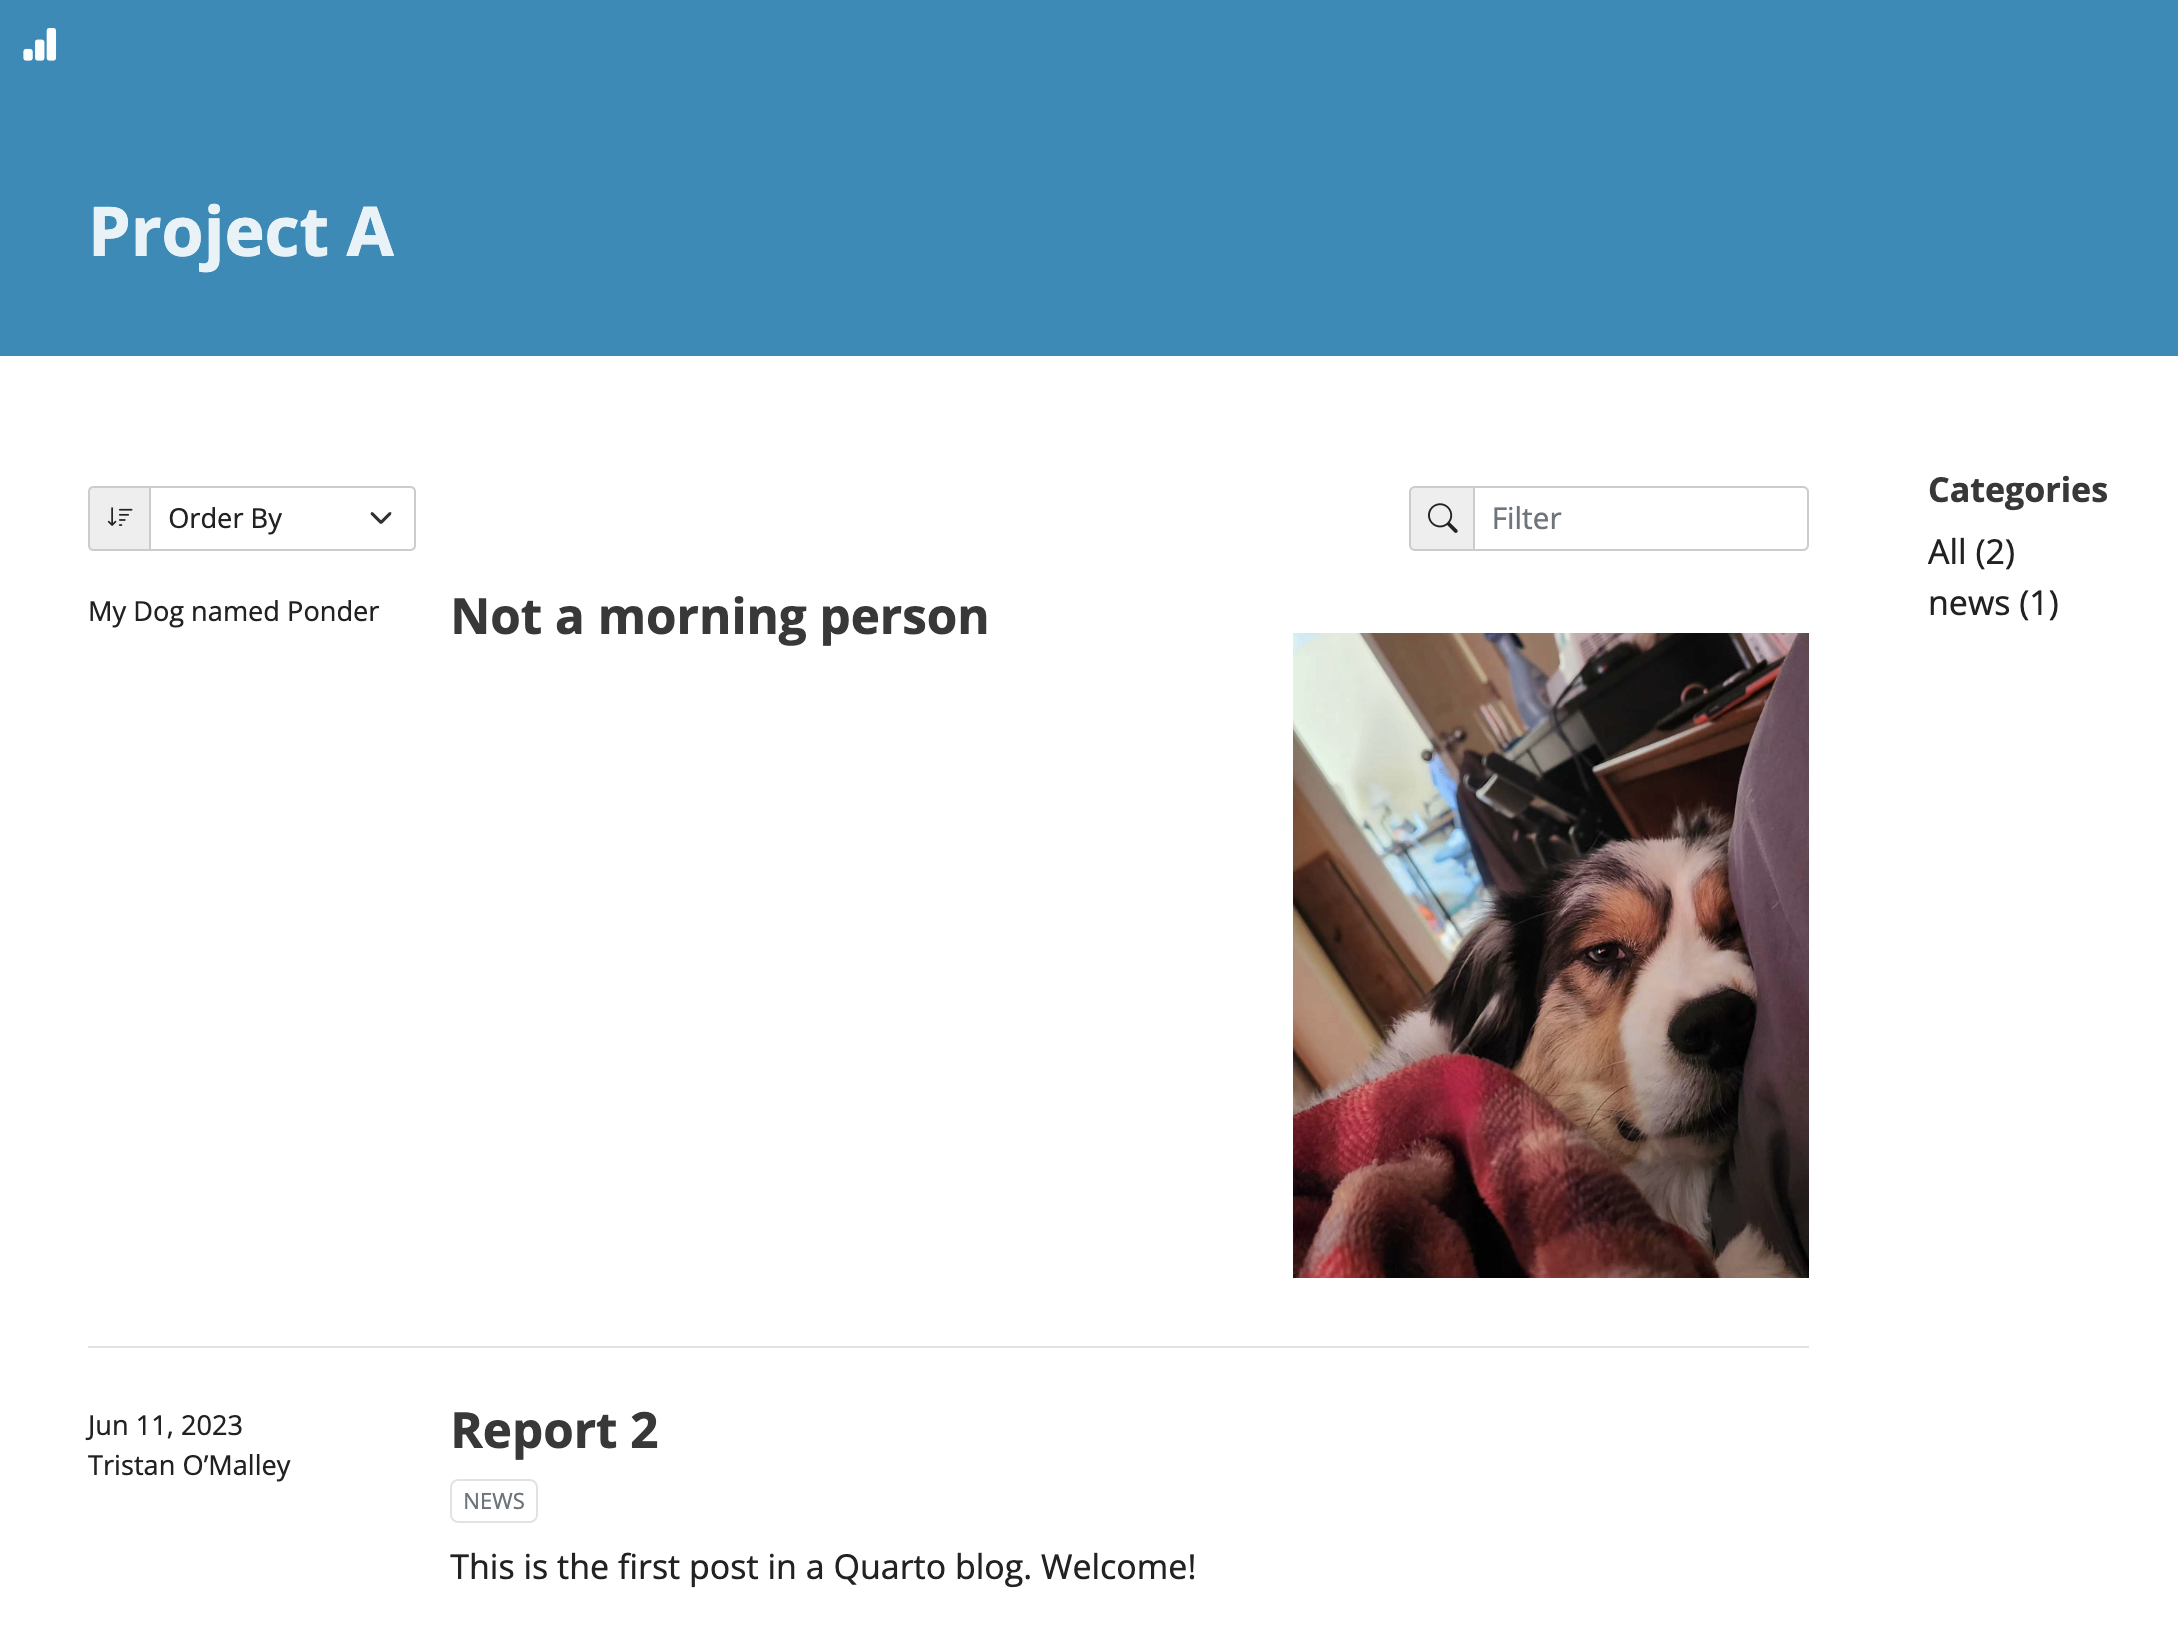 Project A
Order By
Filter
Categories
All (2)
news (1)
My Dog named Ponder
Not a morning person
Jun 11, 2023
Tristan O’Malley
Report 2
NEWS
This is the first post in a Quarto blog. Welcome!